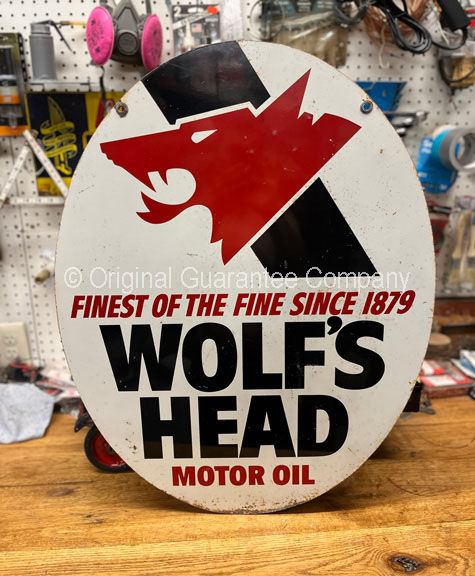 © Original Guarantee Company
FINEST OF THE FINE SINCE 1879
WOLF'S
HEAD
MOTOR OIL